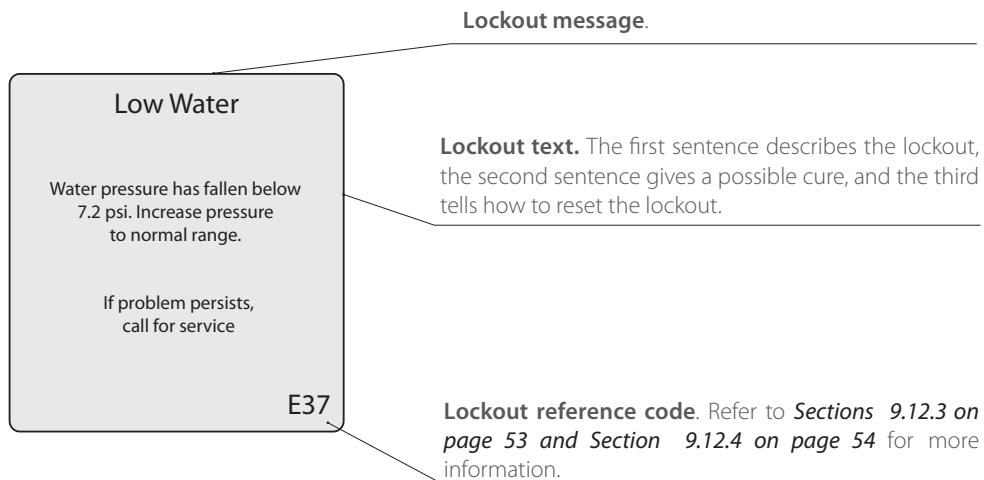 Lockout message.
Low Water
Water pressure has fallen below
7.2 psi. Increase pressure
to normal range.
If problem persists,
call for service
E37
Lockout text. The first sentence describes the lockout,
the second sentence gives a possible cure, and the third
tells how to reset the lockout.
Lockout reference code. Refer to Sections 9.12.3 on
page 53 and Section 9.12.4 on page 54 for more
information.